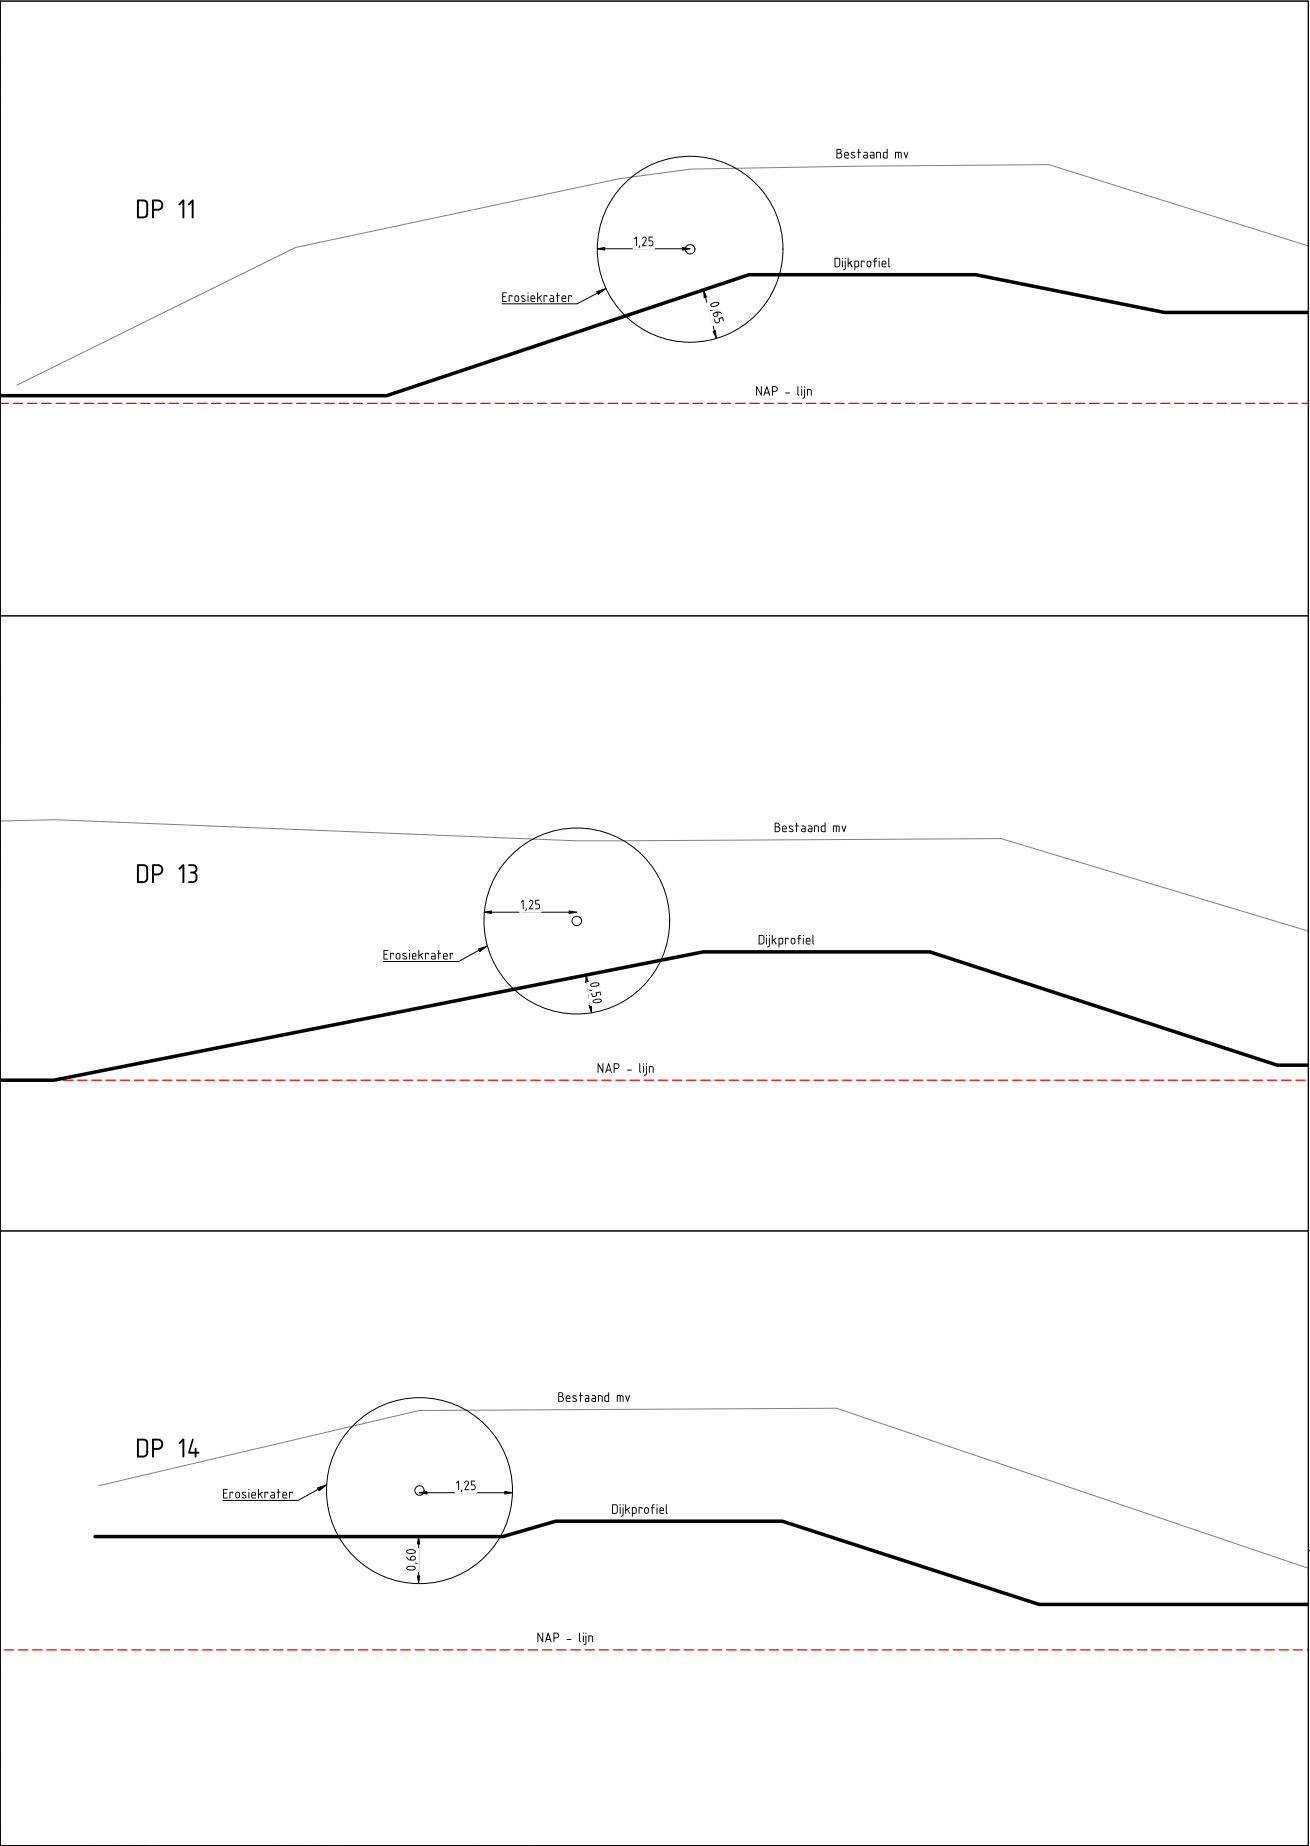 Bestaand mv
DP 11
1,25
Dijkprofiel
Erosiekrater
0,65
NAP - lijn
Bestaand mv
DP 13
1,25
Dijkprofiel
Erosiekrater
0,50
NAP - lijn
Bestaand mv
DP 14
1,25
Erosiekrater
Dijkprofiel
0,60
NAP - lijn